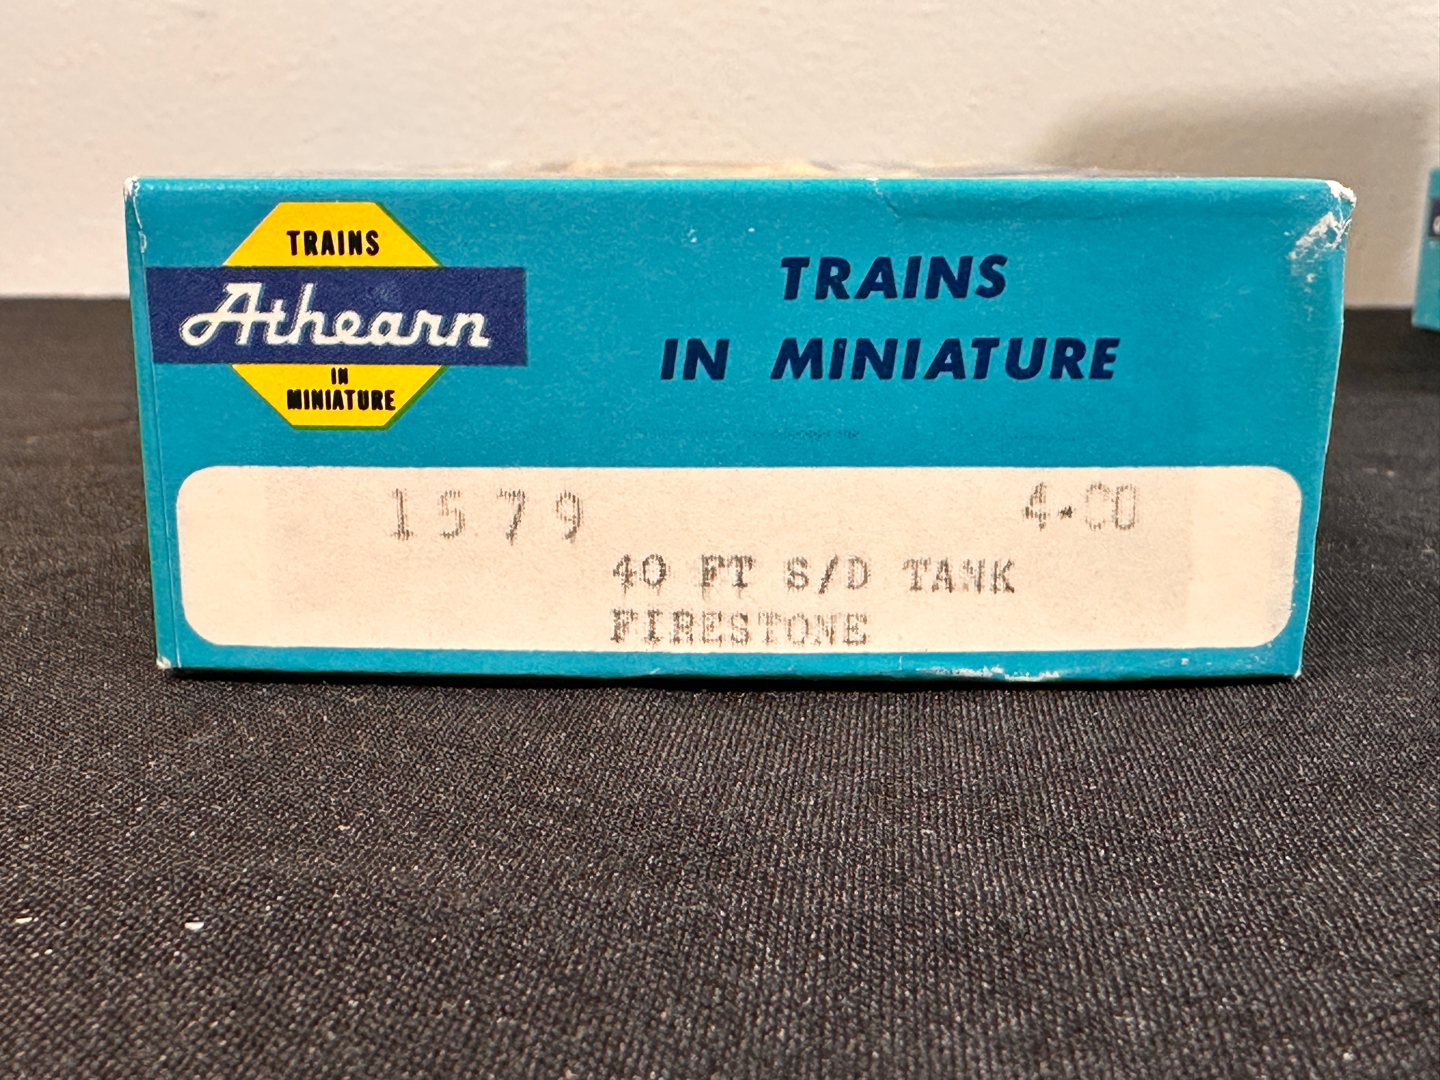 TRAINS
Athearn
IN
MINIATURE
TRAINS
IN MINIATURE
1579 4.00
40 FT S/D TANK
FIRESTONE